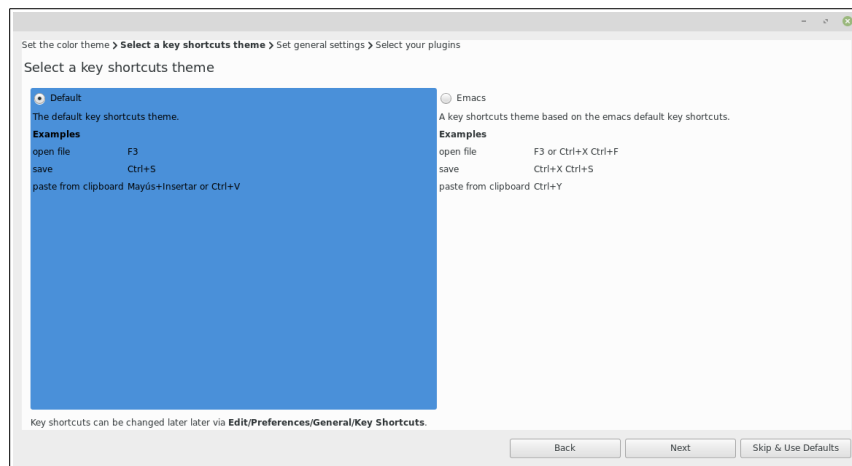 Set the color theme > Select a key shortcuts theme > Set general settings > Select your plugins
Select a key shortcuts theme
Default
The default key shortcuts theme.
Examples
open file F3
save Ctrl+S
paste from clipboard Mayús+Insertar or Ctrl+V
Emacs
A key shortcuts theme based on the emacs default key shortcuts.
Examples
open file F3 or Ctrl+X Ctrl+F
save Ctrl+X Ctrl+S
paste from clipboard Ctrl+Y
Key shortcuts can be changed later later via Edit/Preferences/General/Key Shortcuts.
Back Next Skip & Use Defaults